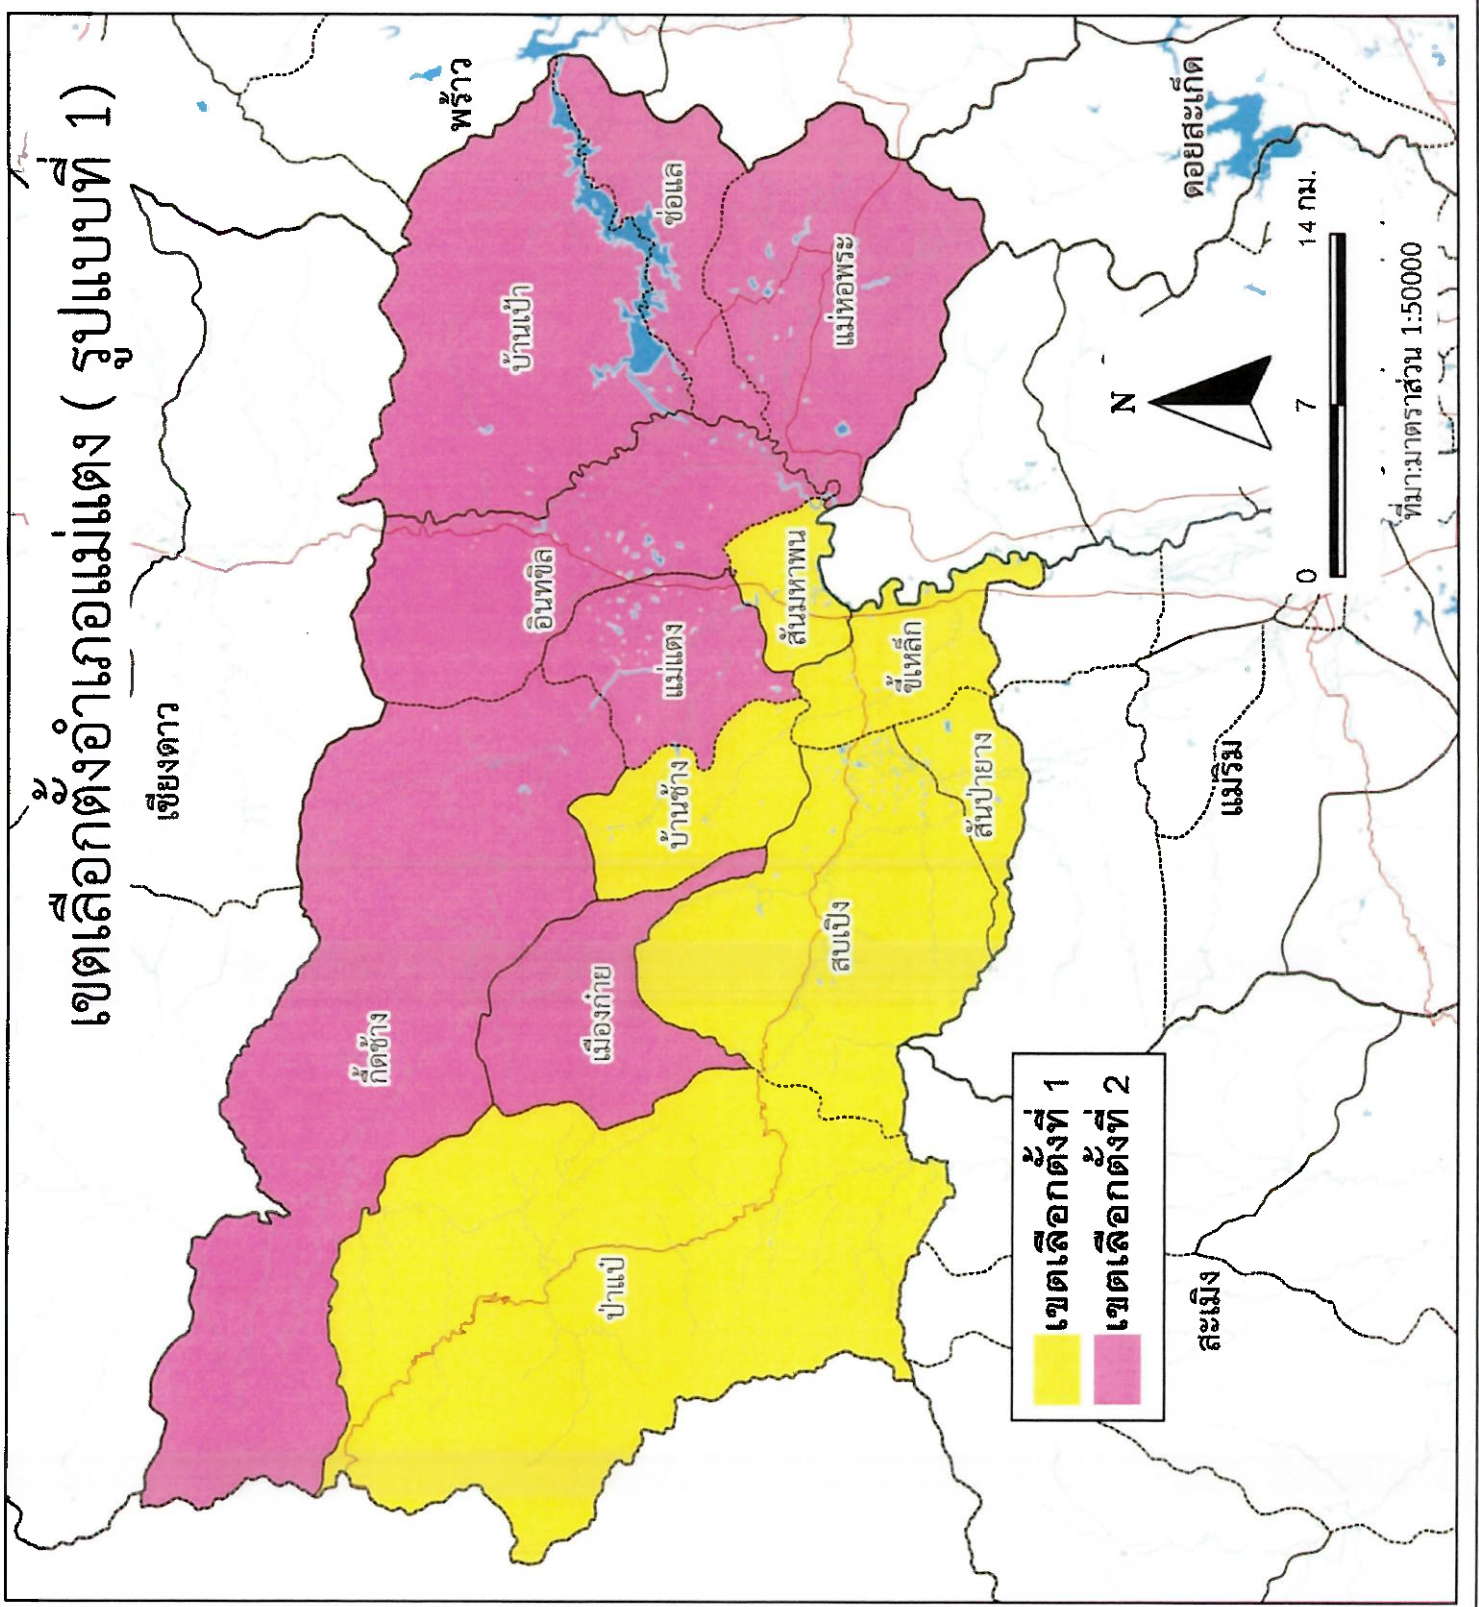 เขตเลือกตั้งอำเภอแม่แตง ( รูปแบบที่ 1)
เชียงดาว
พร้าว
กื้ดช้าง
บ้านเป้า
อินทขิล
ช่อแล
เมืองก๋าย
บ้านช้าง
แม่แตง
ป่าแป๋
แม่หอพระ
สันมหาพน
สบเปิง
ขี้เหล็ก
สันป่ายาง
ดอยสะเก็ด
แม่ริม
สะเมิง
N
0
7
14 กม.
ที่มา:มาตราส่วน 1:50000
เขตเลือกตั้งที่ 1
เขตเลือกตั้งที่ 2